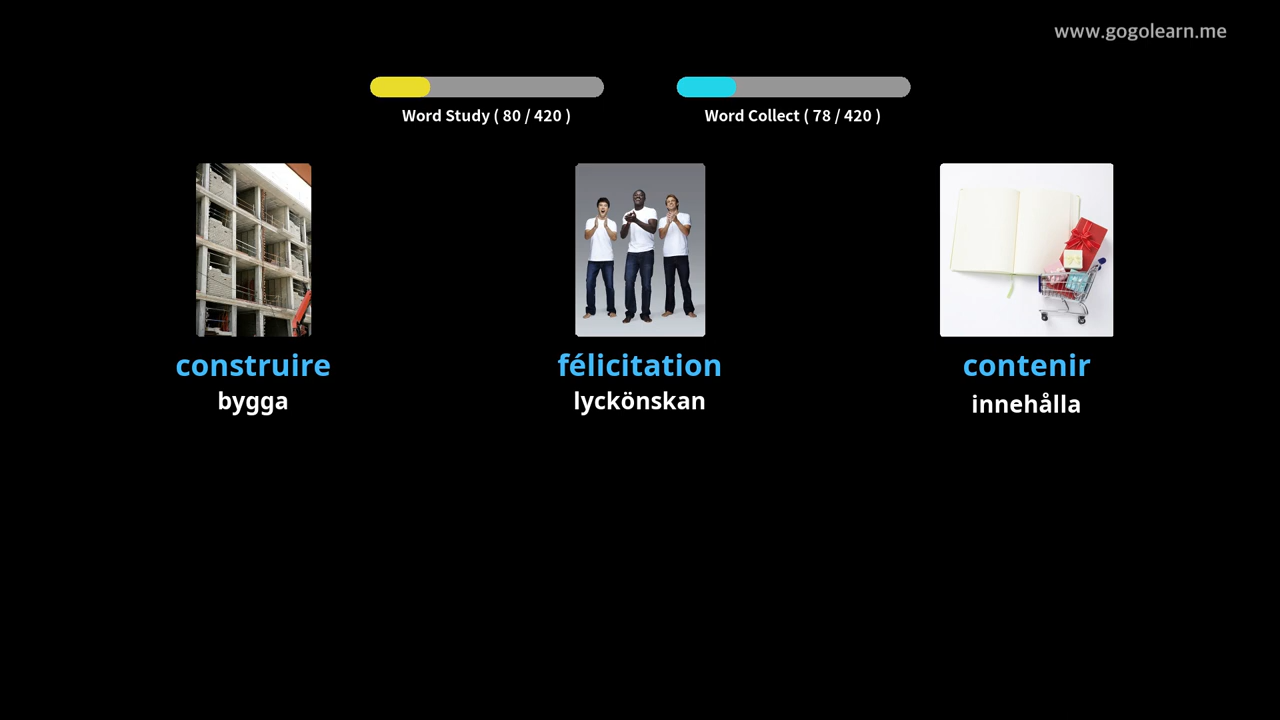 www.gogolearn.me
Word Study ( 80 / 420 )
Word Collect ( 78 / 420 )
construire
bygga
félicitation
lyckönskan
contenir
innehålla